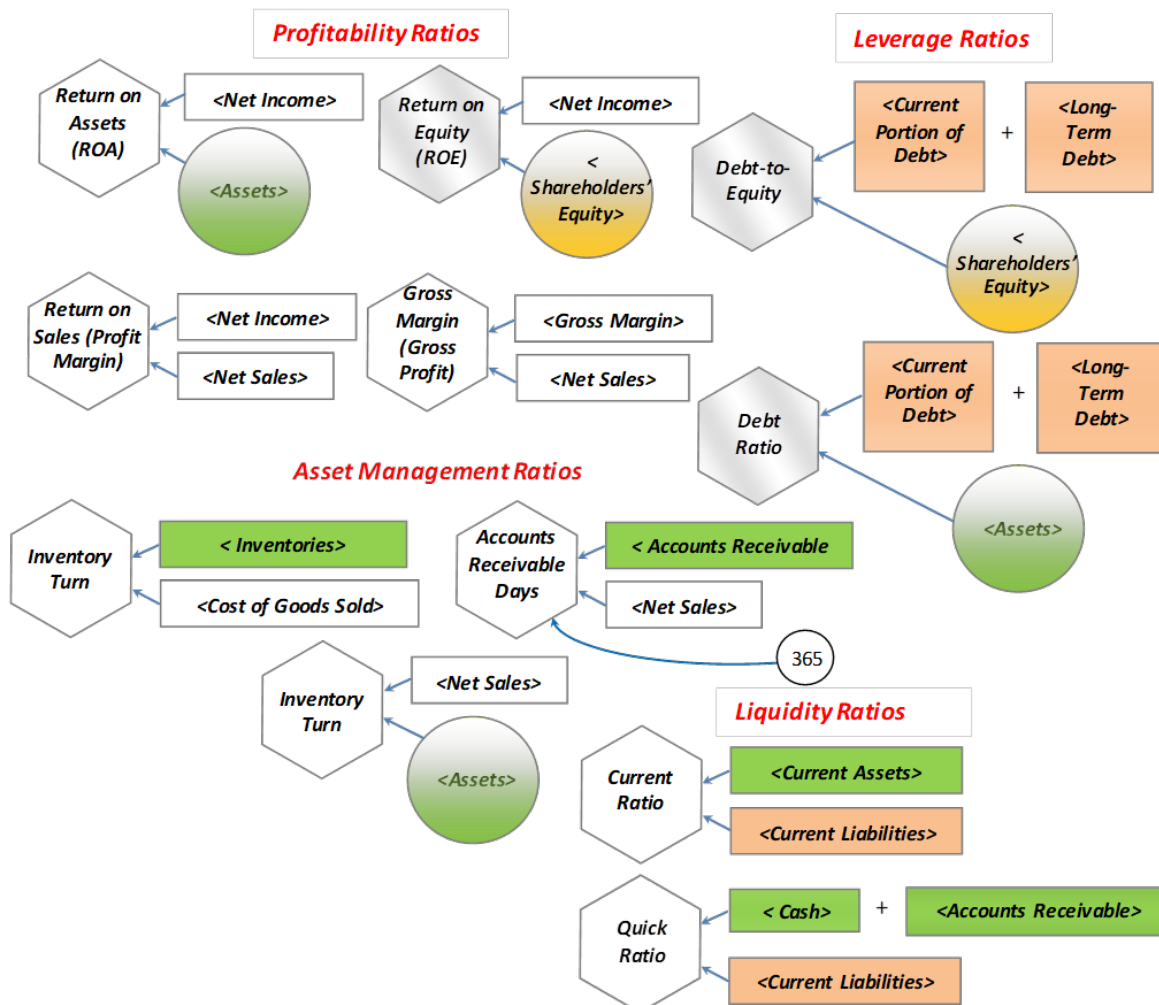 Profitability Ratios
Return on
Assets
(ROA)
<Net Income>
<Assets>
Return on
Equity
(ROE)
<Net Income>
<
Shareholders’
Equity>
Return on
Sales (Profit
Margin)
<Net Income>
<Net Sales>
Gross
Margin
(Gross
Profit)
<Gross Margin>
<Net Sales>
Leverage Ratios
Debt-to-
Equity
<Current
Portion of
Debt>
+
<Long-
Term
Debt>
<
Shareholders’
Equity>
Debt
Ratio
<Current
Portion of
Debt>
+
<Long-
Term
Debt>
<Assets>
Asset Management Ratios
Inventory
Turn
< Inventories>
<Cost of Goods Sold>
Accounts
Receivable
Days
< Accounts Receivable
<Net Sales>
365
Inventory
Turn
<Net Sales>
<Assets>
Liquidity Ratios
Current
Ratio
<Current Assets>
<Current Liabilities>
Quick
Ratio
< Cash>
+
<Accounts Receivable>
<Current Liabilities>